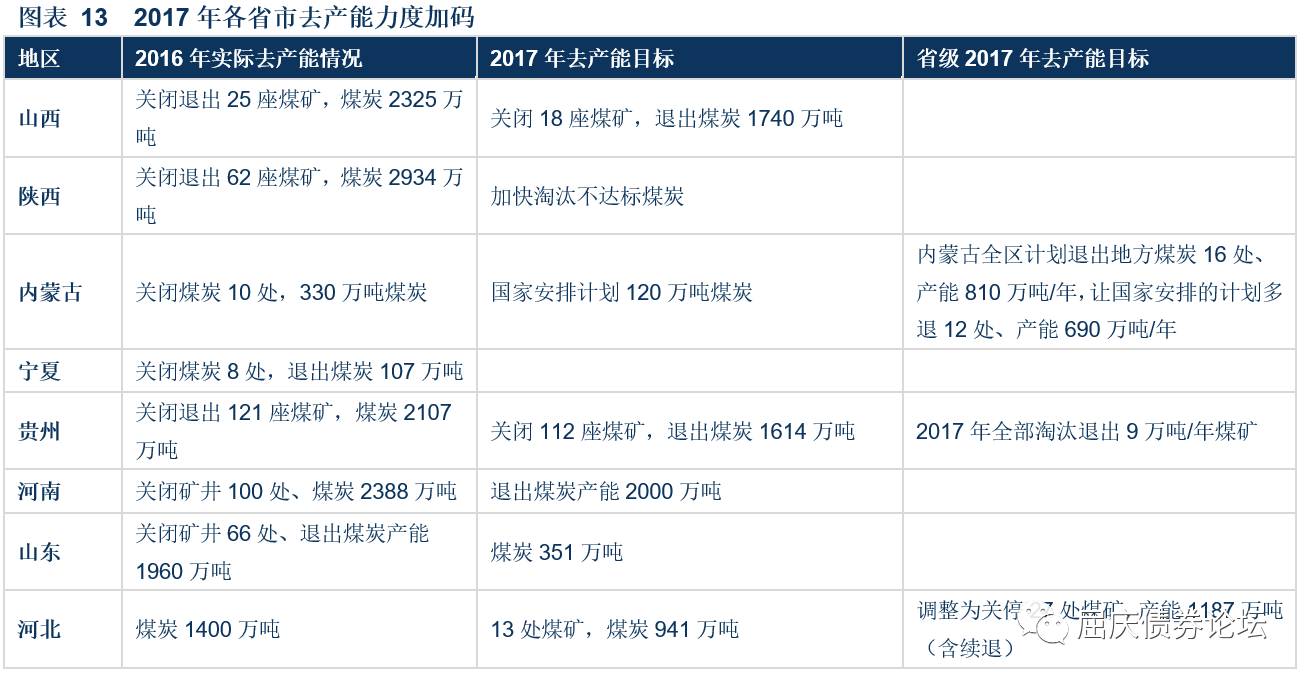 图表 13 2017 年各省市去产能力度加码
地区 2016 年实际去产能情况 2017 年去产能目标 省级 2017 年去产能目标
山西
关闭退出 25 座煤矿，煤炭 2325 万
吨
关闭 18 座煤矿，退出煤炭 1740 万吨
陕西
关闭退出 62 座煤矿，煤炭 2934 万
吨
加快淘汰不达标煤炭
内蒙古
关闭煤炭 10 处，330 万吨煤炭
国家安排计划 120 万吨煤炭
内蒙古全区计划退出地方煤炭 16 处、
产能 810 万吨/年，让国家安排的计划多
退 12 处、产能 690 万吨/年
宁夏
关闭煤炭 8 处，退出煤炭 107 万吨
贵州
关闭退出 121 座煤矿，煤炭 2107
万吨
关闭 112 座煤矿，退出煤炭 1614 万吨
2017 年全部淘汰退出 9 万吨/年煤矿
河南
关闭矿井 100 处、煤炭 2388 万吨
退出煤炭产能 2000 万吨
山东
关闭矿井 66 处、退出煤炭产能
1960 万吨
煤炭 351 万吨
河北
煤炭 1400 万吨
13 处煤矿，煤炭 941 万吨
调整为关停 处煤矿，产能 1187 万吨
（含续退）
屈庆债券论坛